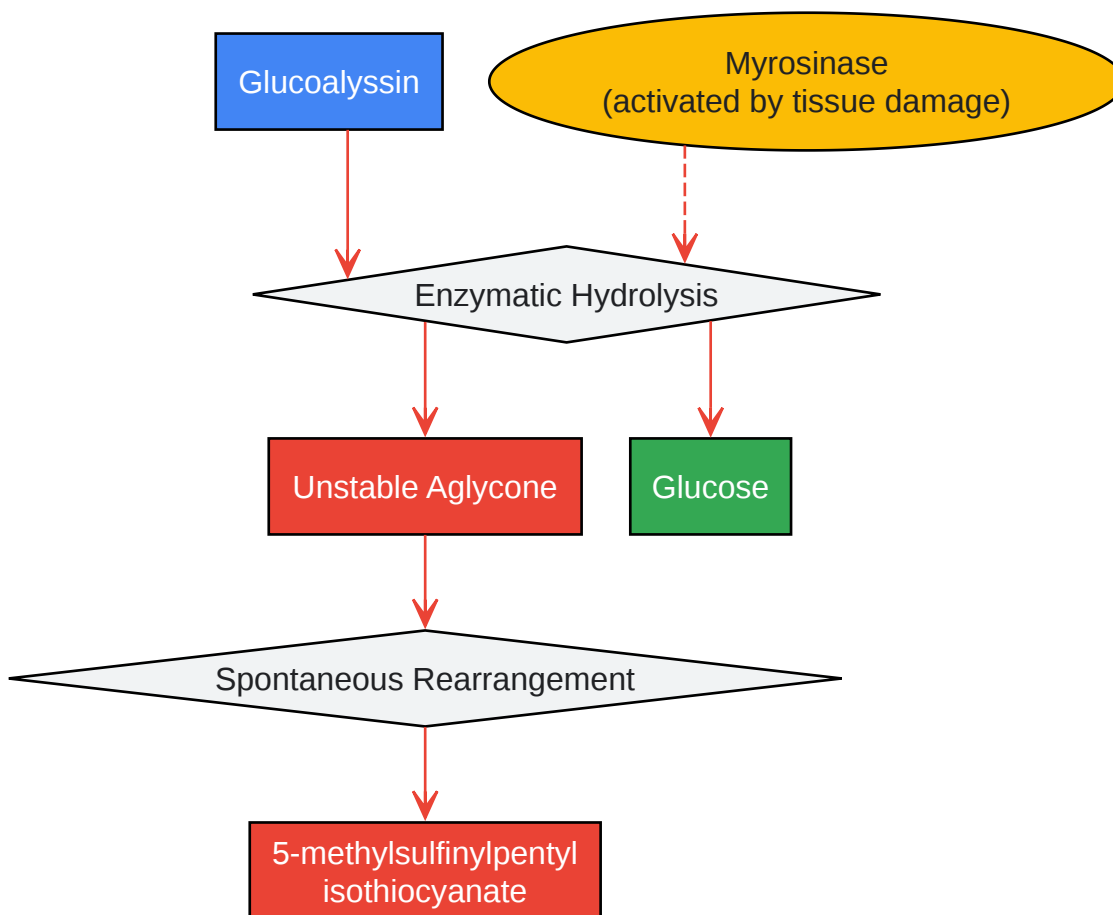 Glucoalyssin
Myrosinase
(activated by tissue damage)
Enzymatic Hydrolysis
Unstable Aglycone
Glucose
Spontaneous Rearrangement
5-methylsulfinylpentyl
isothiocyanate